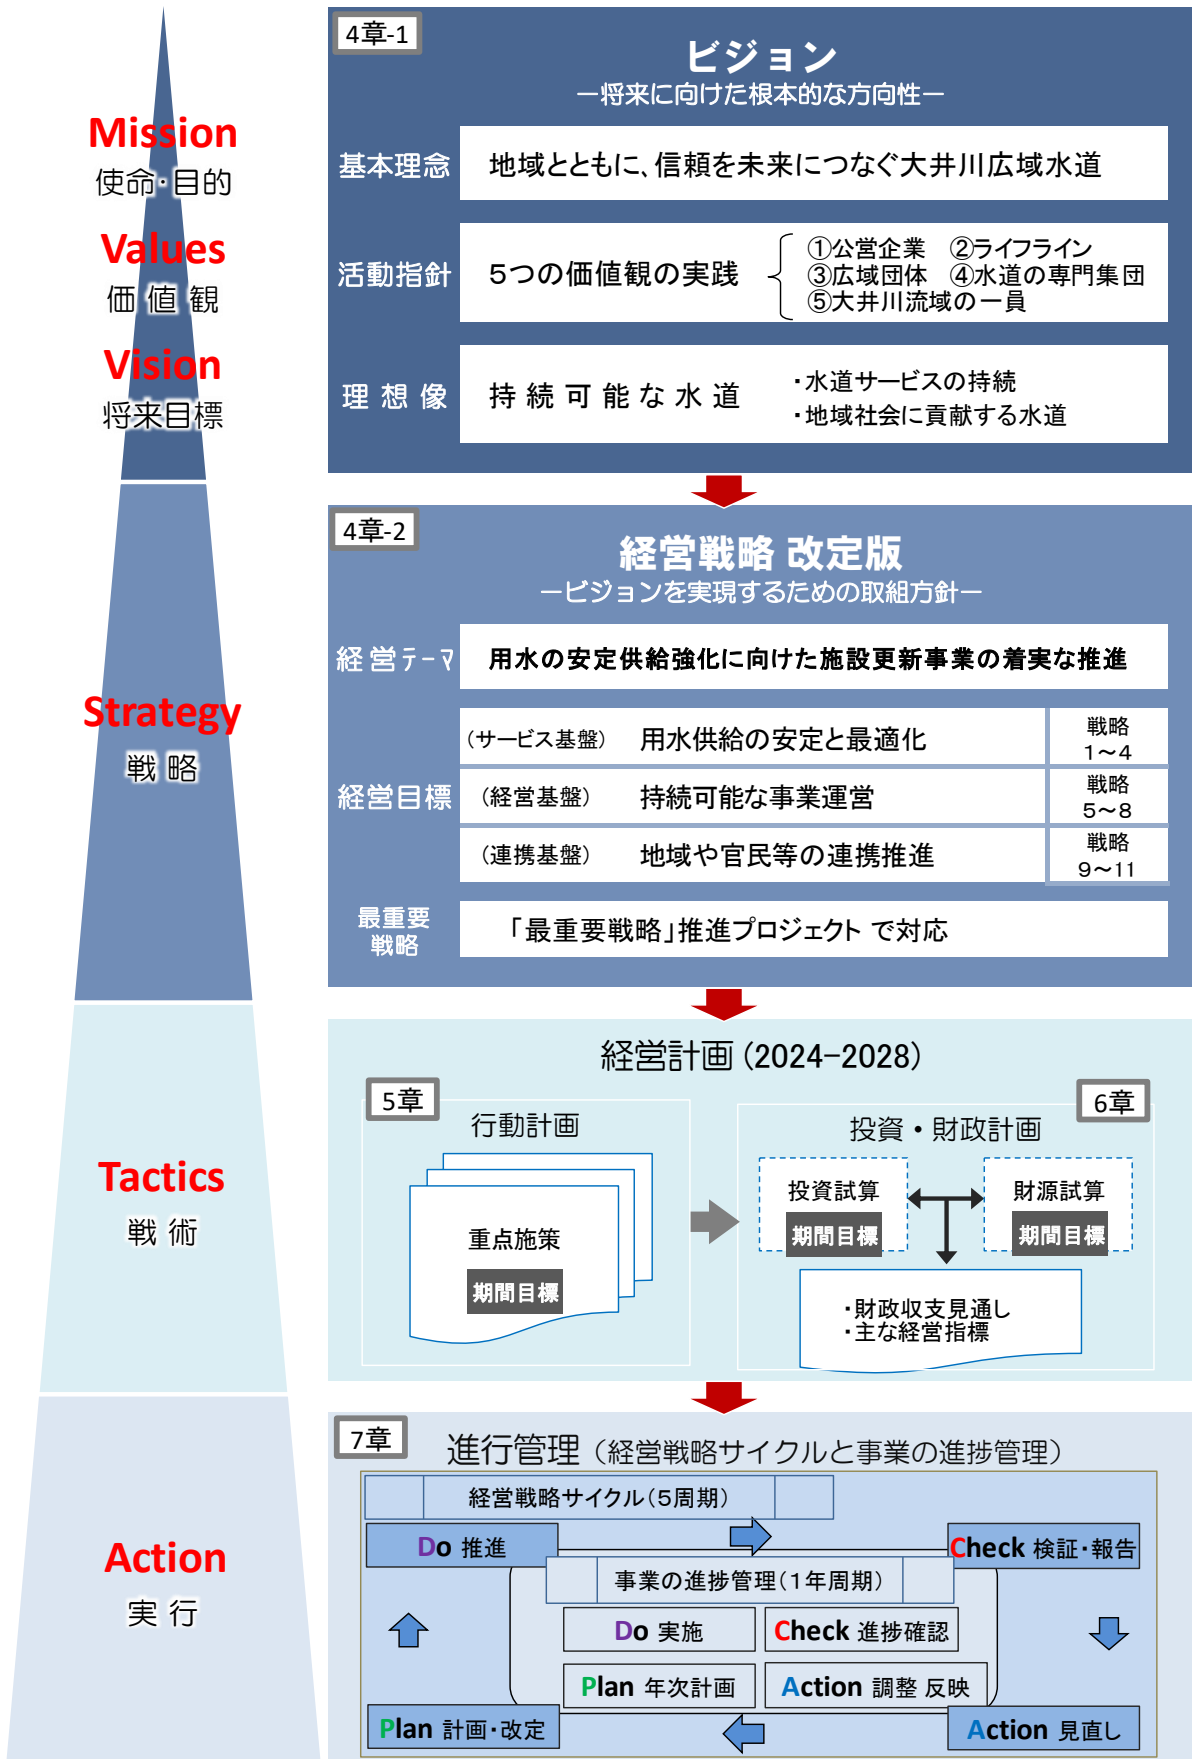 Mission
使命・目的
Values
価値観
Vision
将来目標
Strategy
戦略
Tactics
戦術
Action
実行
4章-1
ビジョン
－将来に向けた根本的な方向性－
基本理念
地域とともに、信頼を未来につなぐ大井川広域水道
活動指針
５つの価値観の実践
①公営企業　②ライフライン
③広域団体　④水道の専門集団
⑤大井川流域の一員
理想像
持続可能な水道
・水道サービスの持続
・地域社会に貢献する水道
4章-2
経営戦略 改定版
－ビジョンを実現するための取組方針－
経営テーマ
用水の安定供給強化に向けた施設更新事業の着実な推進
経営目標
（サービス基盤）　用水供給の安定と最適化
戦略
１～４
（経営基盤）　持続可能な事業運営
戦略
５～８
（連携基盤）　地域や官民等の連携推進
戦略
９～11
最重要
戦略
「最重要戦略」推進プロジェクト で対応
経営計画（2024-2028）
5章
行動計画
重点施策
期間目標
6章
投資・財政計画
投資試算
期間目標
財源試算
期間目標
・財政収支見通し
・主な経営指標
7章
進行管理（経営戦略サイクルと事業の進捗管理）
経営戦略サイクル（５周期）
Do 推進
Check 検証・報告
事業の進捗管理（１年周期）
Do 実施
Check 進捗確認
Plan 年次計画
Action 調整 反映
Plan 計画・改定
Action 見直し